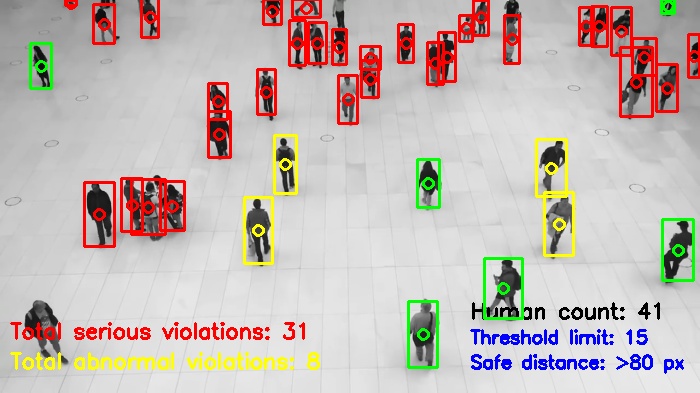 Human count: 41
Total serious violations: 31
Threshold limit: 15
Total abnormal violations: 8
Safe distance: >80 px